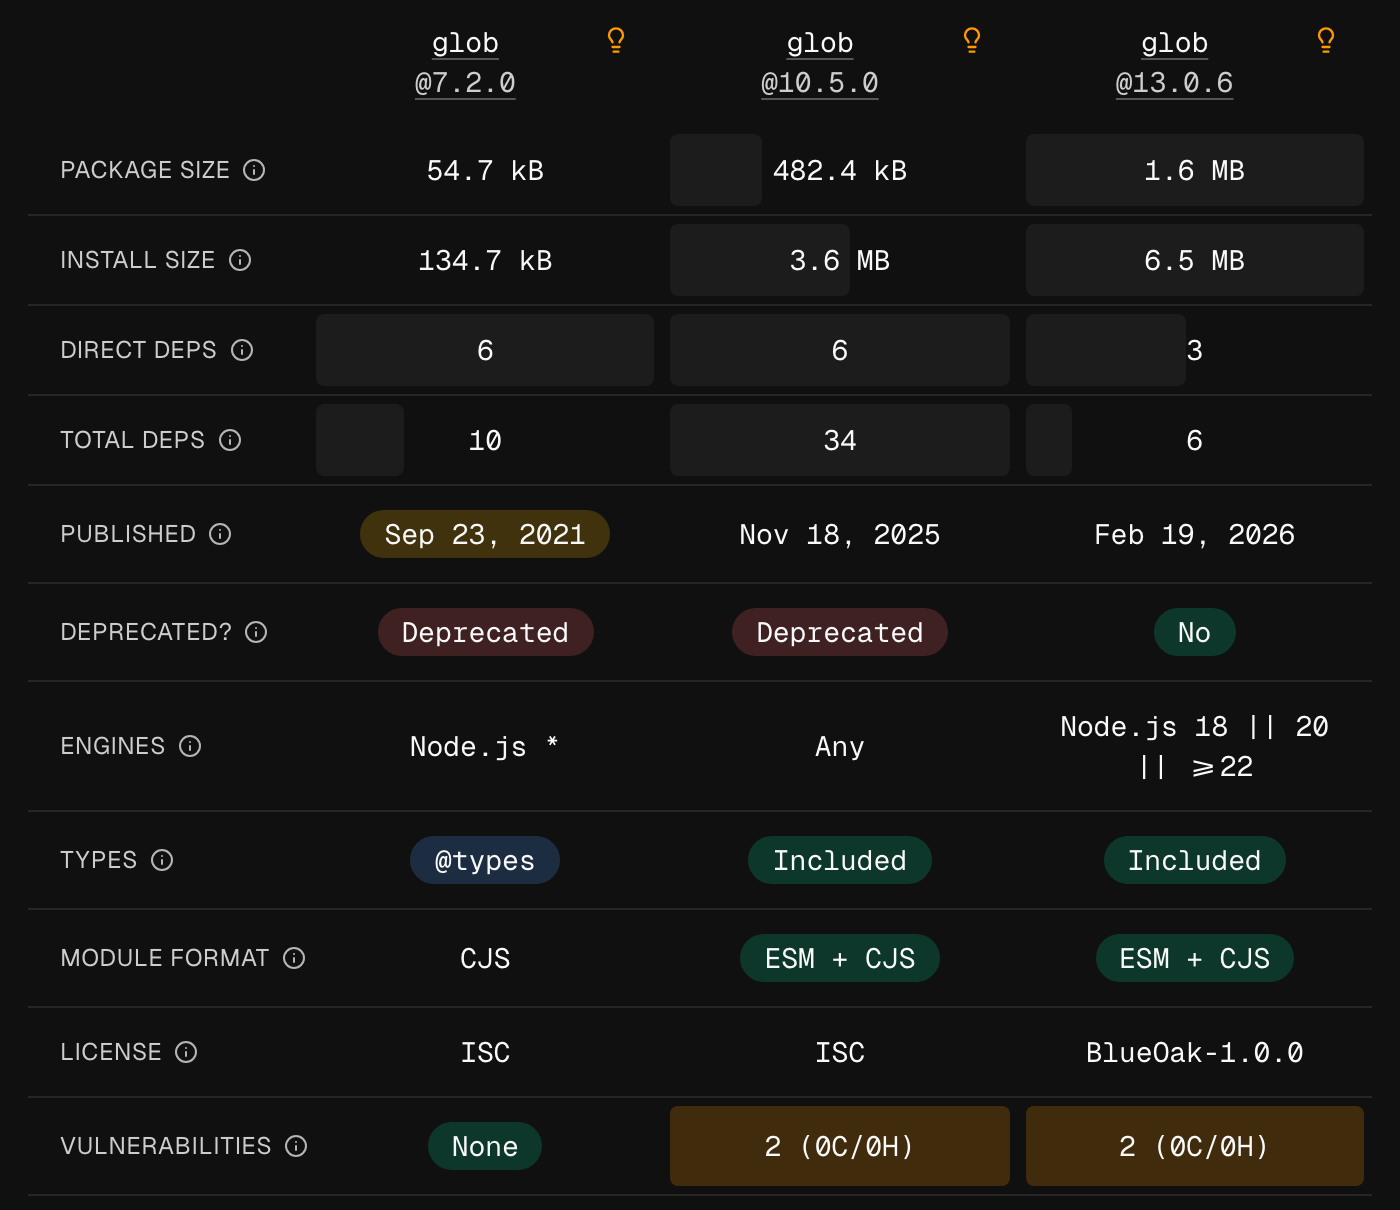 glob glob glob
@7.2.0 @10.5.0 @13.0.6
PACKAGE SIZE 54.7 kB 482.4 kB 1.6 MB
INSTALL SIZE 134.7 kB 3.6 MB 6.5 MB
DIRECT DEPS 6 6 3
TOTAL DEPS 10 34 6
PUBLISHED Sep 23, 2021 Nov 18, 2025 Feb 19, 2026
DEPRECATED? Deprecated Deprecated No
ENGINES Node.js * Any Node.js 18 || 20
|| ⩾22
TYPES @types Included Included
MODULE FORMAT CJS ESM + CJS ESM + CJS
LICENSE ISC ISC BlueOak-1.0.0
VULNERABILITIES None 2 (0C/0H) 2 (0C/0H)